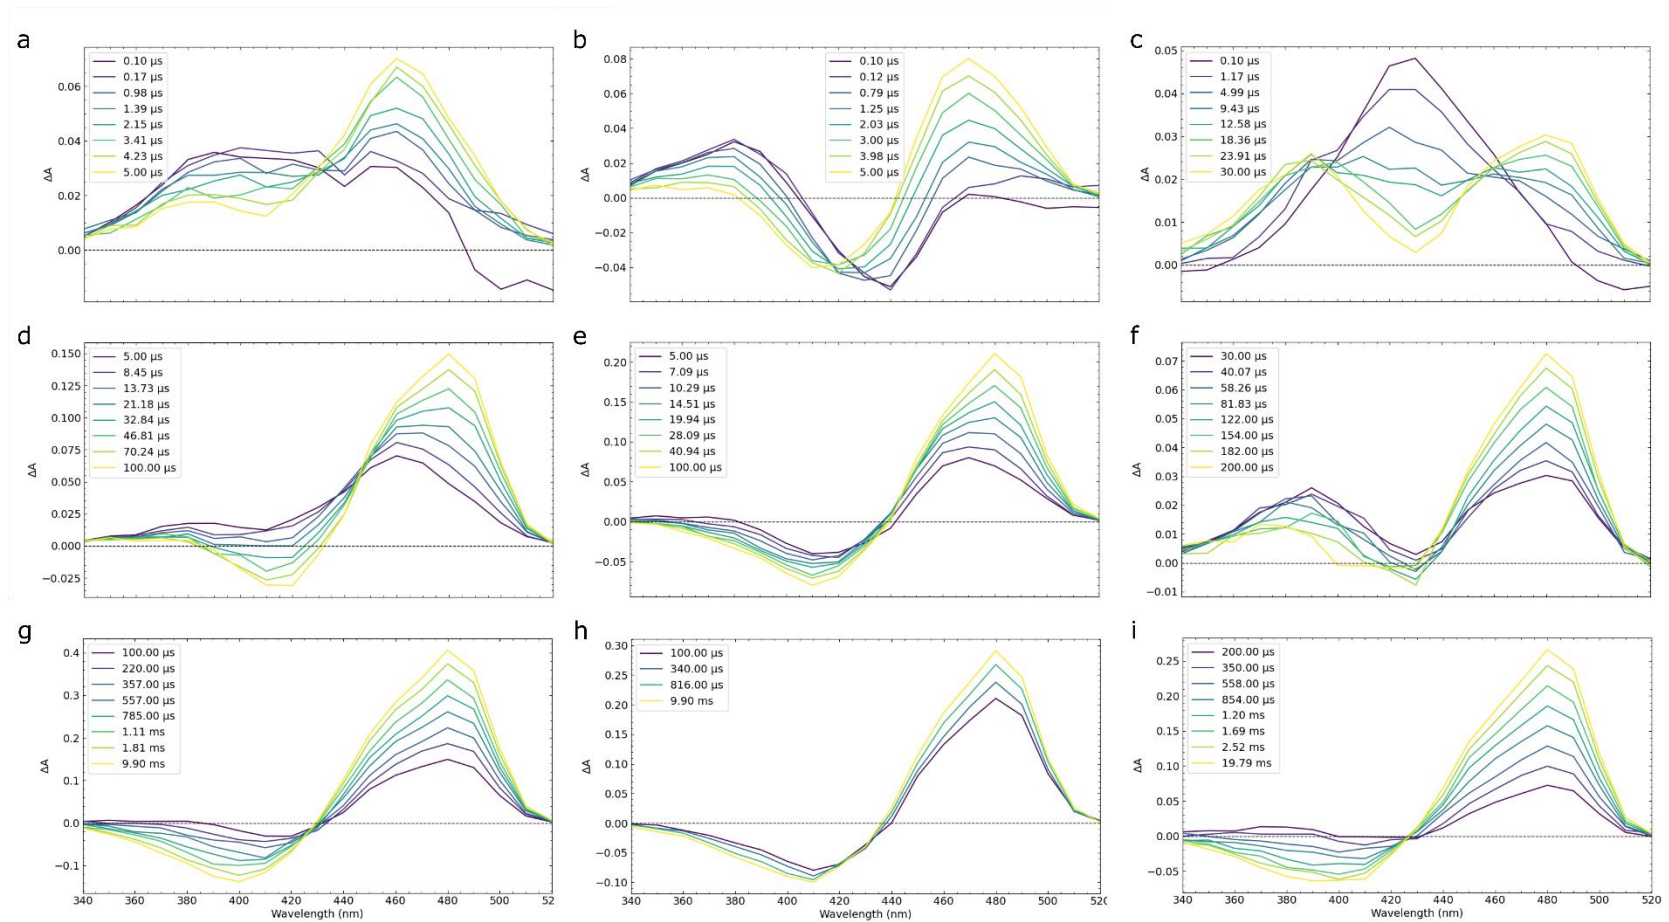 a
0.10 μs
0.17 μs
0.98 μs
1.39 μs
2.15 μs
3.41 μs
4.23 μs
5.00 μs
0.06
0.04
0.02
0.00
ΔA
b
0.10 μs
0.12 μs
0.79 μs
1.25 μs
2.03 μs
3.00 μs
3.98 μs
5.00 μs
0.08
0.06
0.04
0.02
0.00
−0.02
−0.04
ΔA
c
0.10 μs
1.17 μs
4.99 μs
9.43 μs
12.58 μs
18.36 μs
23.91 μs
30.00 μs
0.05
0.04
0.03
0.02
0.01
0.00
ΔA
d
5.00 μs
8.45 μs
13.73 μs
21.18 μs
32.84 μs
46.81 μs
70.24 μs
100.00 μs
0.150
0.125
0.100
0.075
0.050
0.025
0.000
−0.025
ΔA
e
5.00 μs
7.09 μs
10.29 μs
14.51 μs
19.94 μs
28.09 μs
40.94 μs
100.00 μs
0.20
0.15
0.10
0.05
0.00
−0.05
ΔA
f
30.00 μs
40.07 μs
58.26 μs
81.83 μs
122.00 μs
154.00 μs
182.00 μs
200.00 μs
0.07
0.06
0.05
0.04
0.03
0.02
0.01
0.00
−0.01
ΔA
g
100.00 μs
220.00 μs
357.00 μs
557.00 μs
785.00 μs
1.11 ms
1.81 ms
9.90 ms
0.4
0.3
0.2
0.1
0.0
−0.1
ΔA
340 360 380 400 420 440 460 480 500 52
Wavelength (nm)
h
100.00 μs
340.00 μs
816.00 μs
9.90 ms
0.30
0.25
0.20
0.15
0.10
0.05
0.00
−0.05
−0.10
ΔA
340 360 380 400 420 440 460 480 500 520
Wavelength (nm)
i
200.00 μs
350.00 μs
558.00 μs
854.00 μs
1.20 ms
1.69 ms
2.52 ms
19.79 ms
0.25
0.20
0.15
0.10
0.05
0.00
−0.05
ΔA
340 360 380 400 420 440 460 480 500 520
Wavelength (nm)